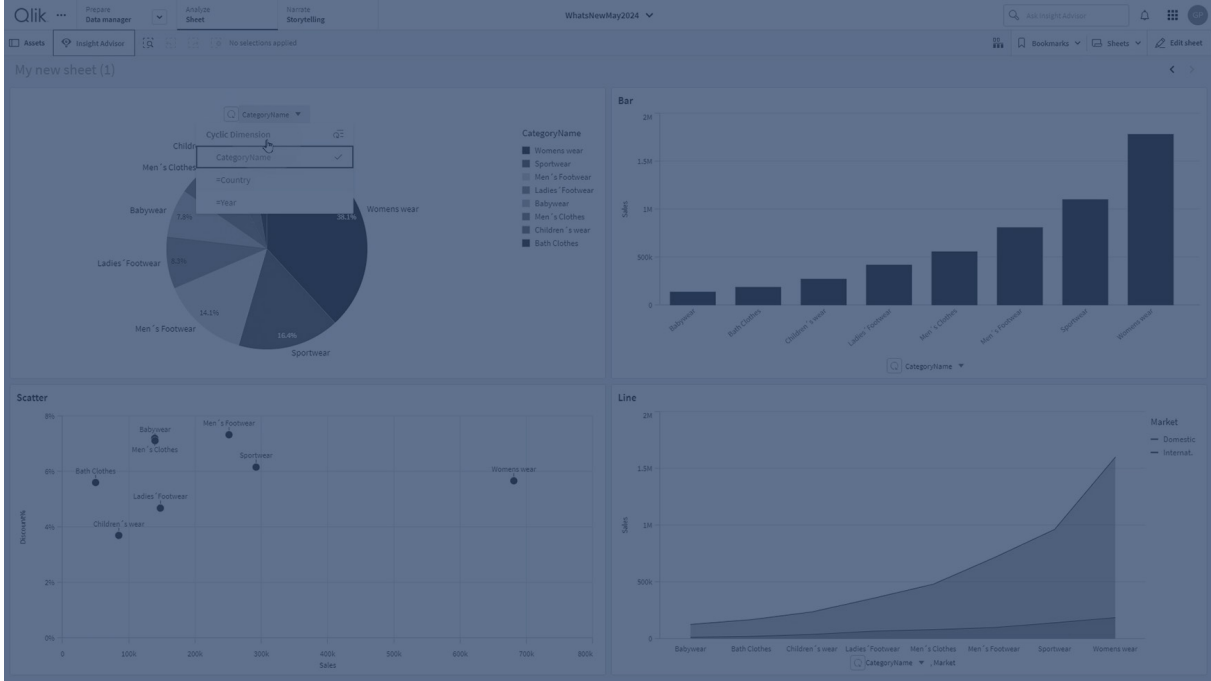 Qlik
Prepare
Data manager
Analyze
Sheet
Narrate
Storytelling
WhatsNewMay2024
Ask Insight Advisor
Assets
Insight Advisor
No selections applied
Bookmarks
Sheets
Edit sheet
My new sheet (1)
CategoryName
Cyclic Dimension
CategoryName
=Country
=Year
Childr
Men´s Clothes
Babywear
7.8%
Ladies´Footwear
14.1%
Men´s Footwear
16.4%
Sportwear
38.1%
Womens wear
CategoryName
Womens wear
Sportwear
Men´s Footwear
Ladies´Footwear
Babywear
Men´s Clothes
Children´s wear
Bath Clothes
Bar
2M
1.5M
1M
500k
0
Sales
Babywear
Bath Clothes
Children´s wear
Ladies´Footwear
Men´s Clothes
Men´s Footwear
Sportwear
Womens wear
CategoryName
Scatter
8%
6%
4%
2%
0%
Discount%
Babywear
Men´s Clothes
Men´s Footwear
Sportwear
Bath Clothes
Ladies´Footwear
Children´s wear
Womens wear
0 100k 200k 300k 400k 500k 600k 700k 800k
Sales
Line
2M
1.5M
1M
500k
0
Sales
Market
Domestic
Internat.
Babywear Bath Clothes Children´s wear Ladies´Footwear Men´s Clothes Men´s Footwear Sportwear Womens wear
CategoryName , Market